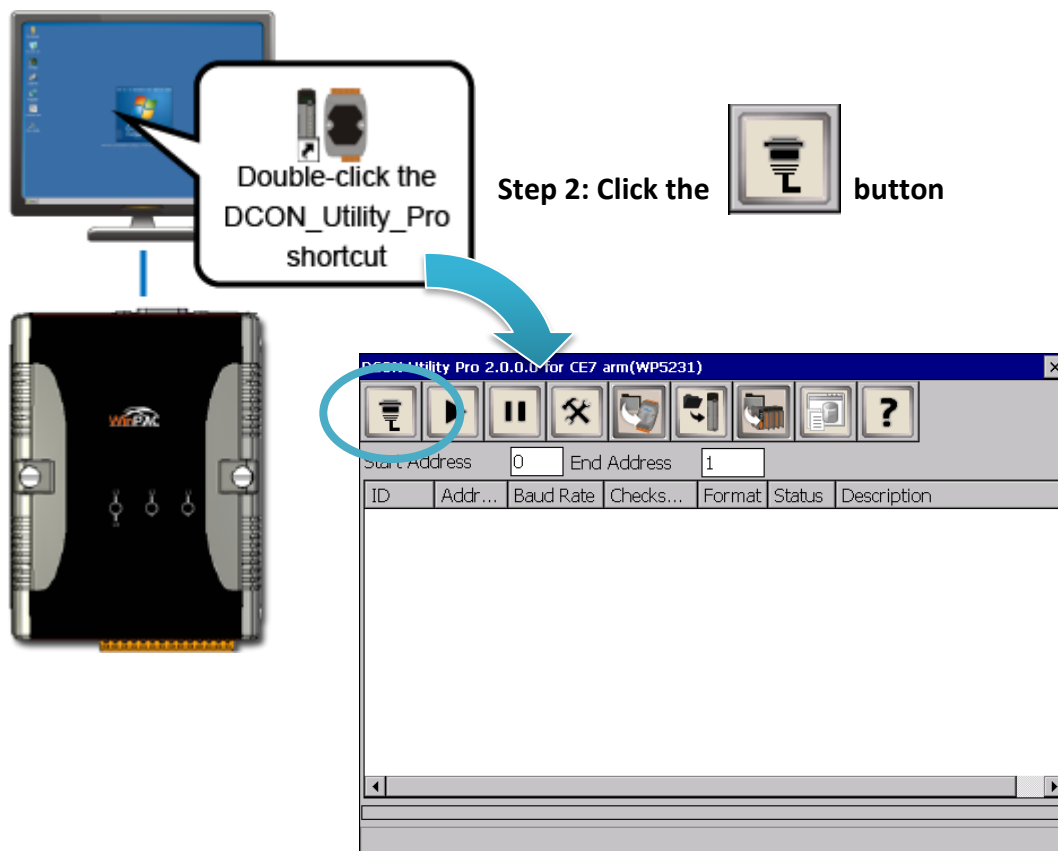 Double-click the
DCON_Utility_Pro
shortcut
Step 2: Click the button
WinPAC
DCON Utility Pro 2.0.0.0 for CE7 arm(WP5231)
Start Address 0 End Address 1
ID Addr... Baud Rate Checks... Format Status Description